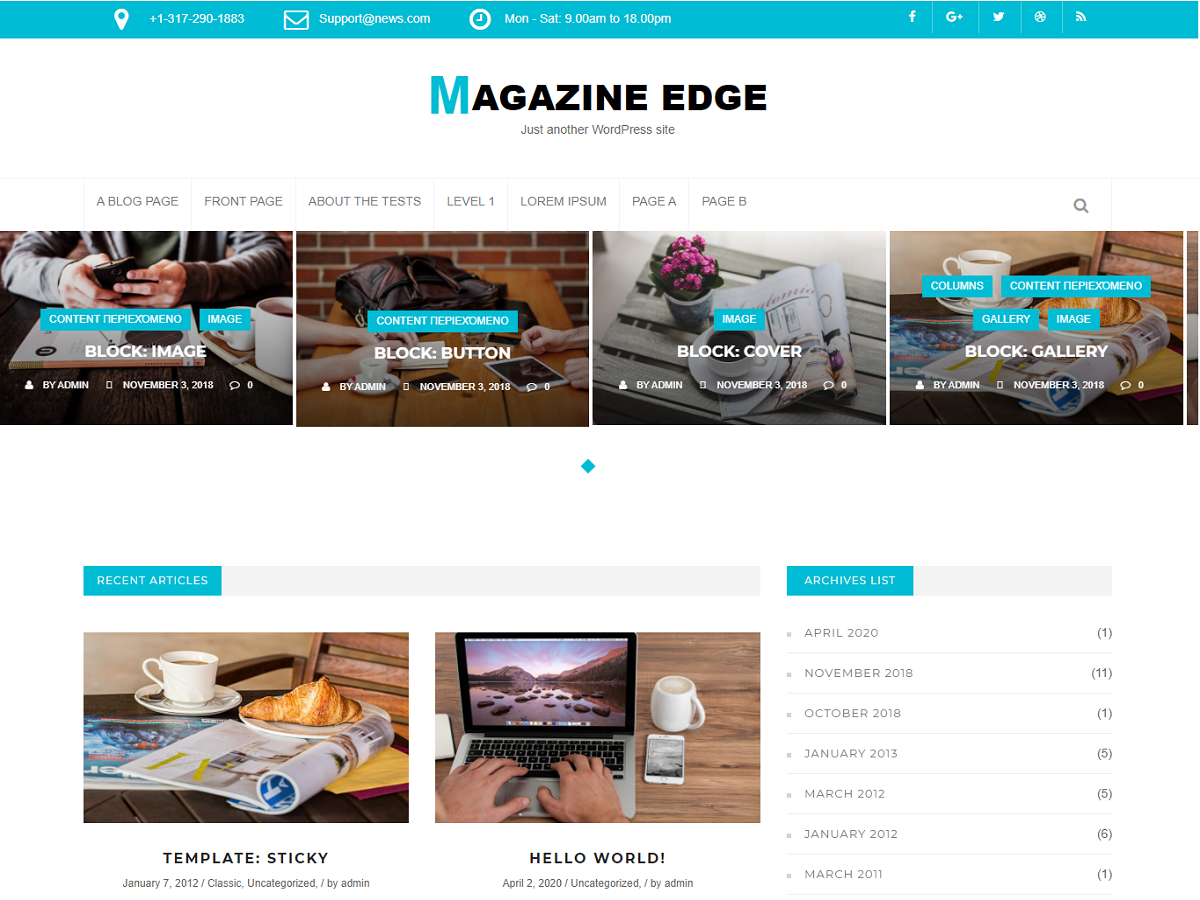 +1-317-290-1883 Support@news.com Mon - Sat: 9.00am to 18.00pm
MAGAZINE EDGE
Just another WordPress site
A BLOG PAGE FRONT PAGE ABOUT THE TESTS LEVEL 1 LOREM IPSUM PAGE A PAGE B
CONTENT ΠΕΡΙΕΧΌΜΕΝΟ IMAGE
BLOCK: IMAGE
BY ADMIN NOVEMBER 3, 2018 0
CONTENT ΠΕΡΙΕΧΌΜΕΝΟ
BLOCK: BUTTON
BY ADMIN NOVEMBER 3, 2018 0
IMAGE
BLOCK: COVER
BY ADMIN NOVEMBER 3, 2018 0
COLUMNS CONTENT ΠΕΡΙΕΧΌΜΕΝΟ
GALLERY IMAGE
BLOCK: GALLERY
BY ADMIN NOVEMBER 3, 2018 0
RECENT ARTICLES
TEMPLATE: STICKY
January 7, 2012 / Classic, Uncategorized, / by admin
HELLO WORLD!
April 2, 2020 / Uncategorized, / by admin
ARCHIVES LIST
APRIL 2020 (1)
NOVEMBER 2018 (11)
OCTOBER 2018 (1)
JANUARY 2013 (5)
MARCH 2012 (5)
JANUARY 2012 (6)
MARCH 2011 (1)